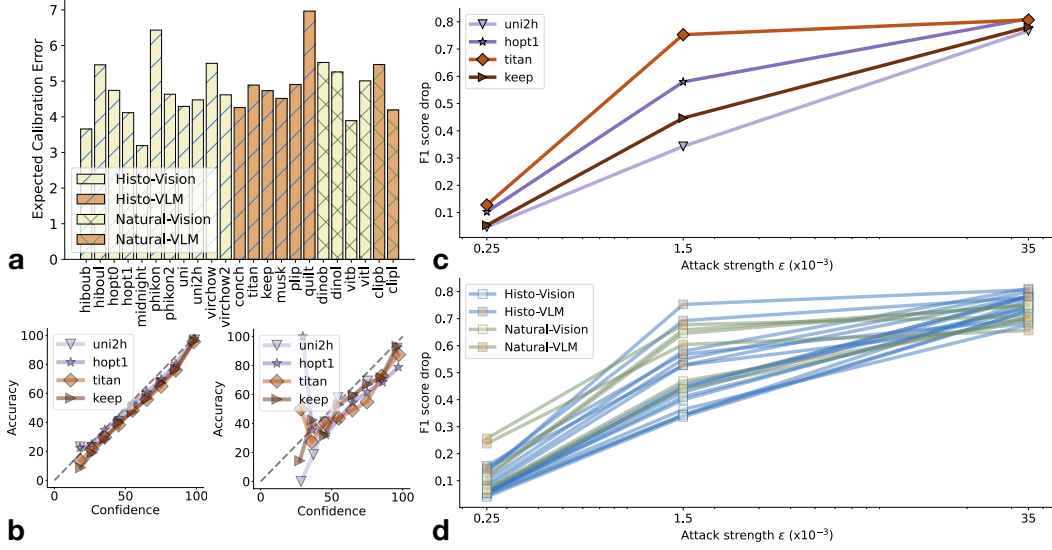 Expected Calibration Error
7
6
5
4
3
2
1
0
Histo-Vision
Histo-VLM
Natural-Vision
Natural-VLM
a
hiboub
hiboul
hopt0
hopt1
midnight
phikon
phikon2
uni
uni2h
virchow
virchow2
conch
titan
keep
musk
plip
quilt
dinob
dinol
vitb
vitl
clipb
clipl
Accuracy
100
80
60
40
20
0
uni2h
hopt1
titan
keep
0
50
100
Confidence
b
Accuracy
100
80
60
40
20
0
uni2h
hopt1
titan
keep
0
50
100
Confidence
F1 score drop
0.8
0.7
0.6
0.5
0.4
0.3
0.2
0.1
uni2h
hopt1
titan
keep
0.25
1.5
35
c
Attack strength ε (x10⁻³)
F1 score drop
0.8
0.7
0.6
0.5
0.4
0.3
0.2
0.1
Histo-Vision
Histo-VLM
Natural-Vision
Natural-VLM
0.25
1.5
35
d
Attack strength ε (x10⁻³)